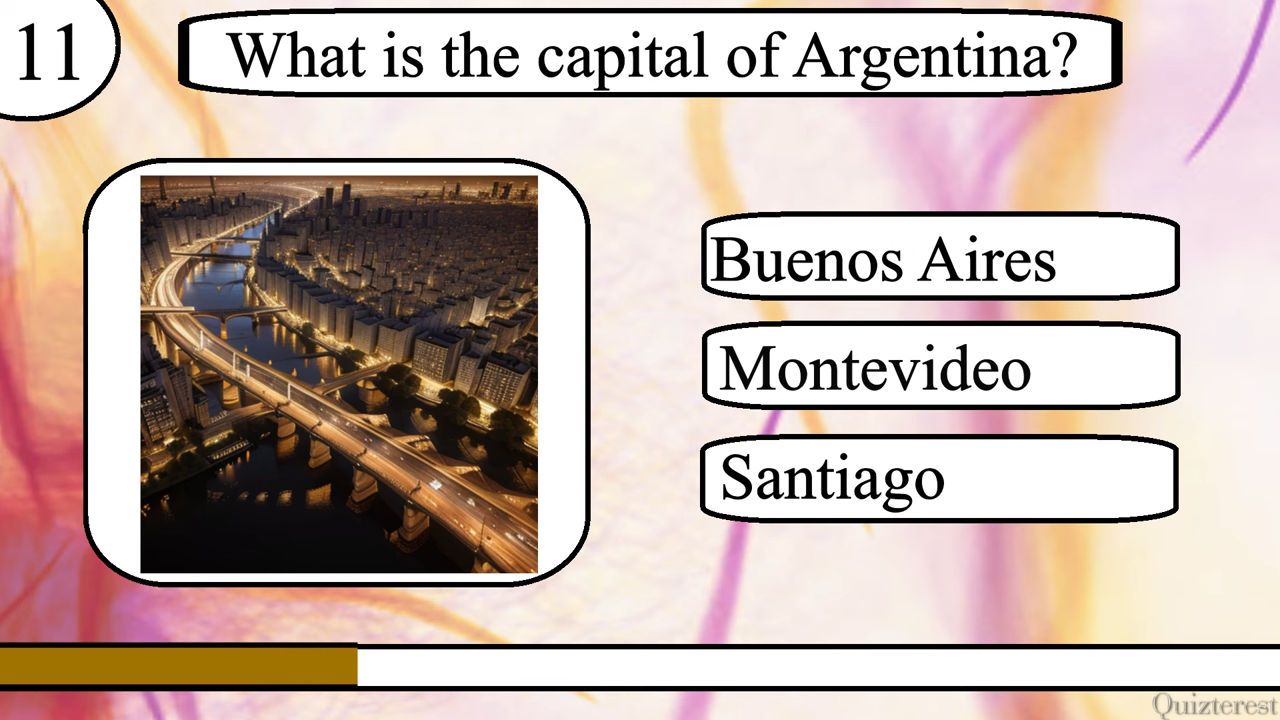 11
What is the capital of Argentina?
Buenos Aires
Montevideo
Santiago
Quizterest